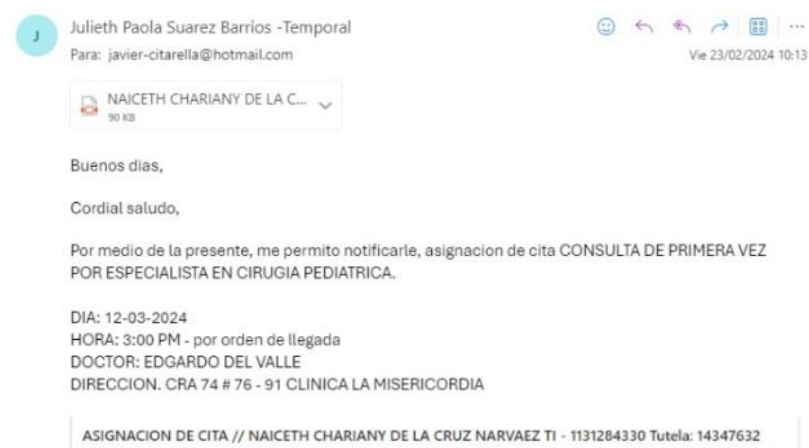 J
Julieth Paola Suarez Barrios -Temporal
Para: javier-citarella@hotmail.com
Vie 23/02/2024 10:13
NAICETH CHARIANY DE LA C...
90 KB
Buenos dias,
Cordial saludo,
Por medio de la presente, me permito notificarle, asignacion de cita CONSULTA DE PRIMERA VEZ
POR ESPECIALISTA EN CIRUGIA PEDIATRICA.
DIA: 12-03-2024
HORA: 3:00 PM - por orden de llegada
DOCTOR: EDGARDO DEL VALLE
DIRECCION. CRA 74 # 76 - 91 CLINICA LA MISERICORDIA
ASIGNACION DE CITA // NAICETH CHARIANY DE LA CRUZ NARVAEZ TI - 1131284330 Tutela: 14347632